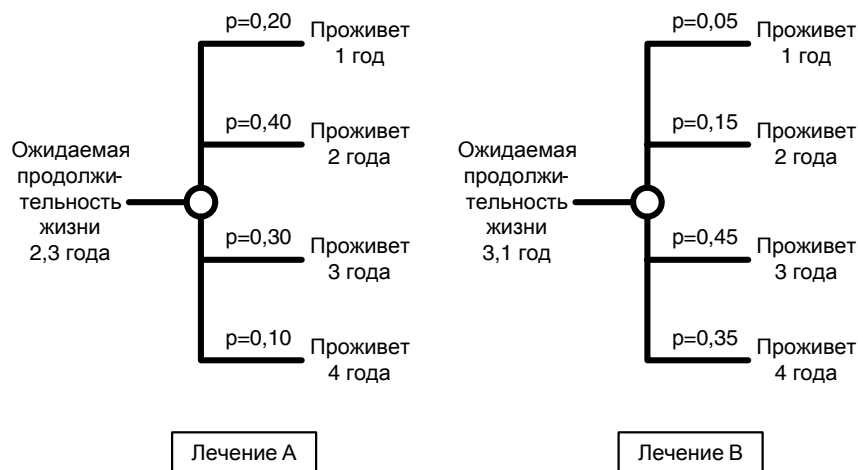 p=0,20
Проживет
1 год
p=0,40
Проживет
2 года
Ожидаемая
продолжи-
тельность
жизни
2,3 года
p=0,30
Проживет
3 года
p=0,10
Проживет
4 года
Лечение А
p=0,05
Проживет
1 год
p=0,15
Проживет
2 года
Ожидаемая
продолжи-
тельность
жизни
3,1 год
p=0,45
Проживет
3 года
p=0,35
Проживет
4 года
Лечение В